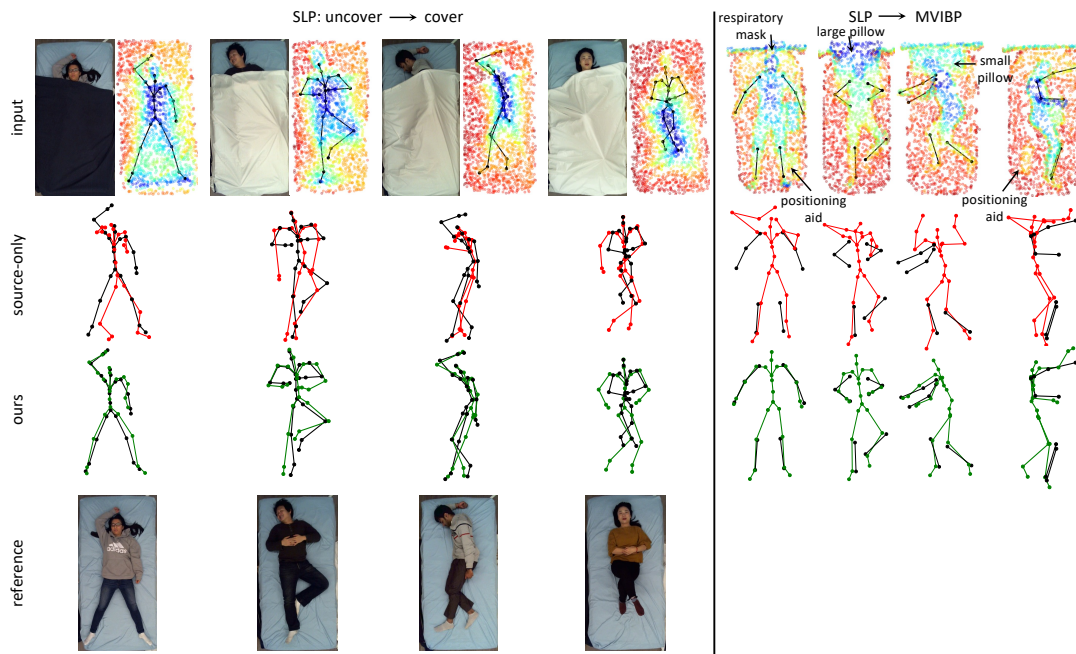 SLP: uncover → cover
SLP → MVIBP
respiratory
mask
large pillow
small
pillow
input
positioning
aid
positioning
aid
source-only
ours
reference
adidas